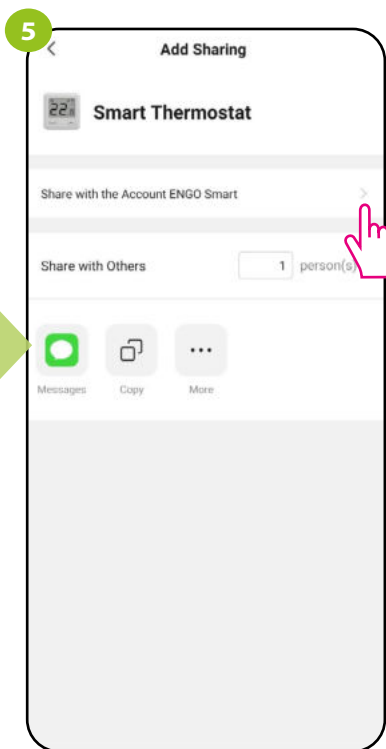 5
Add Sharing
22
Smart Thermostat
Share with the Account ENGO Smart
Share with Others 1 person(s)
Messages Copy More